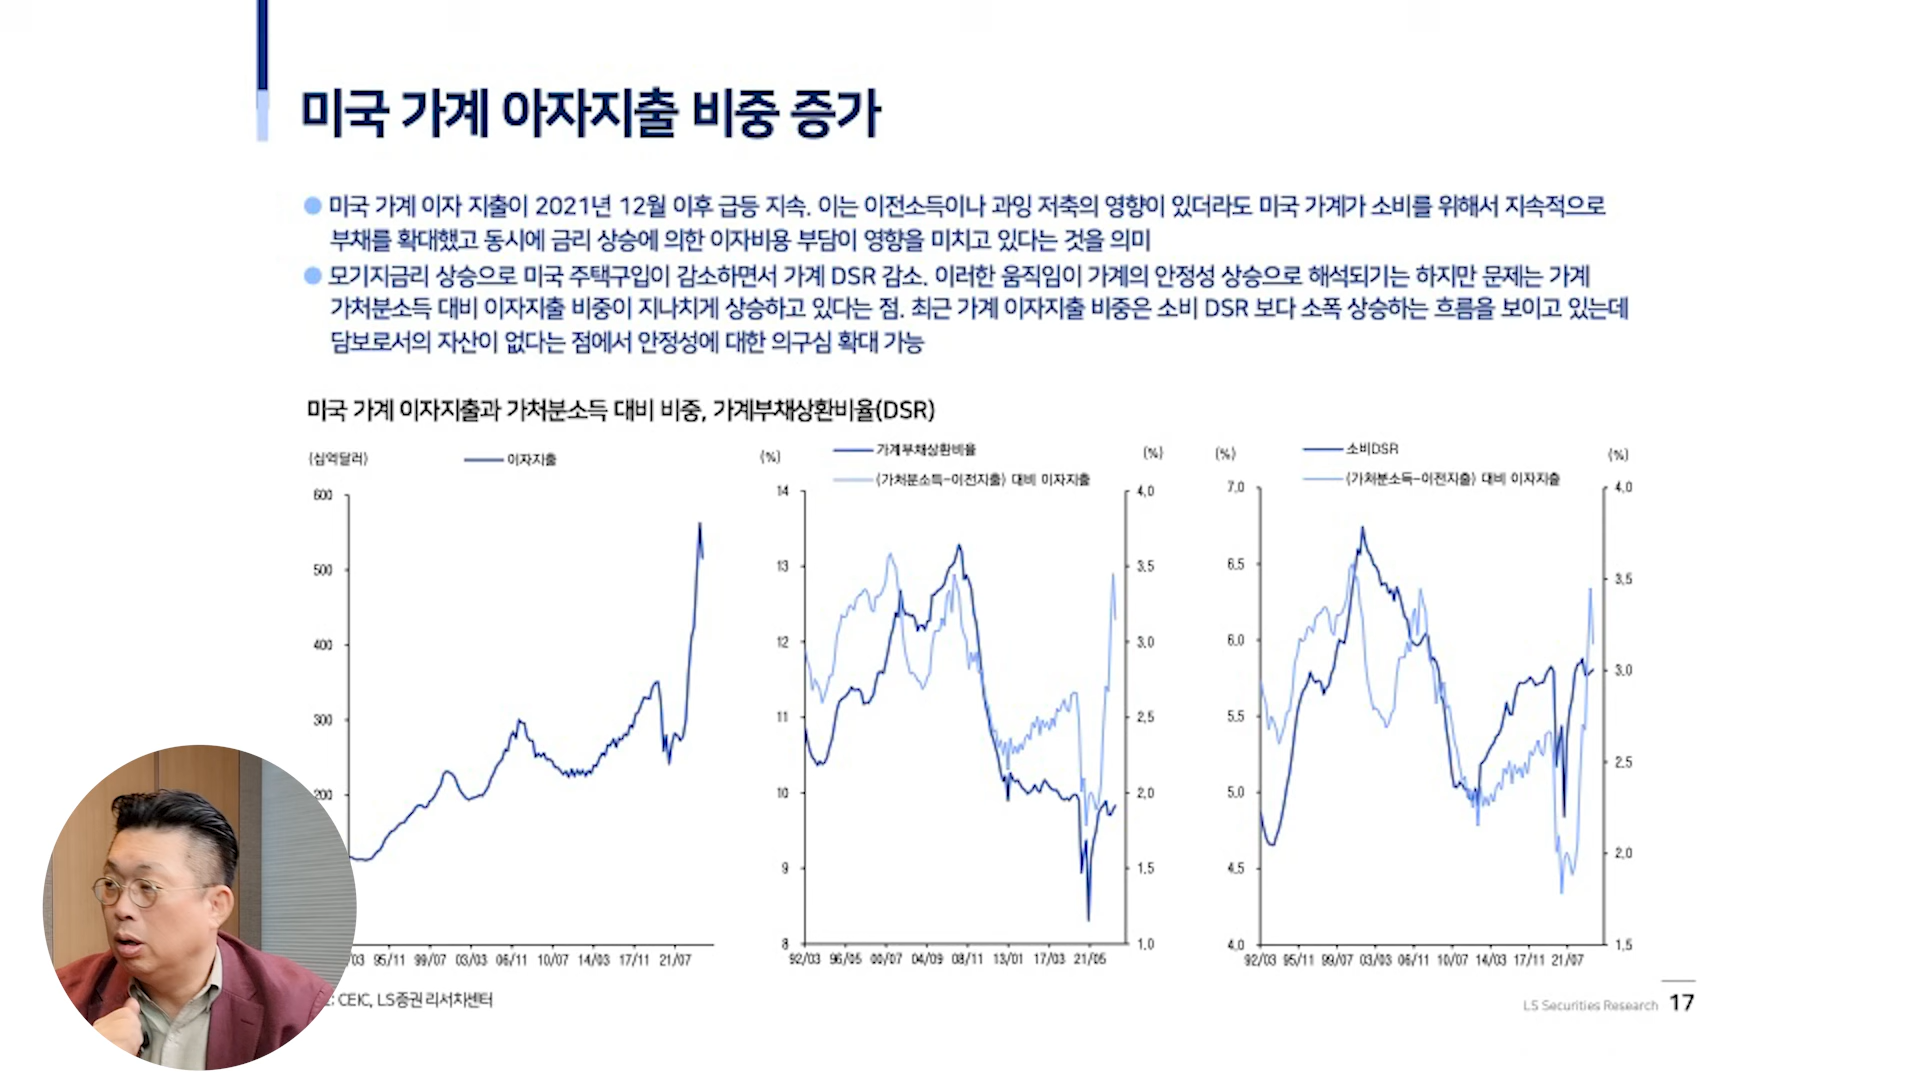 미국 가계 아자지출 비중 증가
미국 가계 이자 지출이 2021년 12월 이후 급등 지속. 이는 이전소득이나 과잉 저축의 영향이 있더라도 미국 가계가 소비를 위해서 지속적으로
부채를 확대했고 동시에 금리 상승에 의한 이자비용 부담이 영향을 미치고 있다는 것을 의미
모기지금리 상승으로 미국 주택구입이 감소하면서 가계 DSR 감소. 이러한 움직임이 가계의 안정성 상승으로 해석되기는 하지만 문제는 가계
가처분소득 대비 이자지출 비중이 지나치게 상승하고 있다는 점. 최근 가계 이자지출 비중은 소비 DSR 보다 소폭 상승하는 흐름을 보이고 있는데
담보로서의 자산이 없다는 점에서 안정성에 대한 의구심 확대 가능
미국 가계 이자지출과 가처분소득 대비 비중, 가계부채상환비율(DSR)
(십억달러)
이자지출
600
500
400
300
200
/03 95/11 99/07 03/03 06/11 10/07 14/03 17/11 21/07
(%)
가계부채상환비율
(가처분소득-이전지출) 대비 이자지출
(%)
14
13
12
11
10
9
8
4.0
3.5
3.0
2.5
2.0
1.5
1.0
92/03 96/05 00/07 04/09 08/11 13/01 17/03 21/05
(%)
소비DSR
(가처분소득-이전지출) 대비 이자지출
(%)
7.0
6.5
6.0
5.5
5.0
4.5
4.0
4.0
3.5
3.0
2.5
2.0
1.5
92/03 95/11 99/07 03/03 06/11 10/07 14/03 17/11 21/07
: CEIC, LS증권 리서치센터
LS Securities Research 17